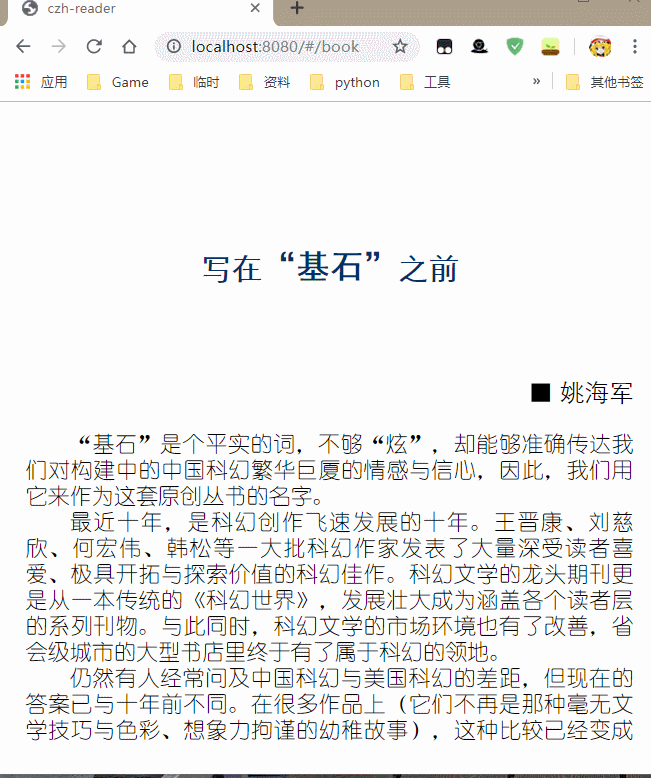 czh-reader
localhost:8080/#/book
应用 Game 临时 资料 python 工具 » 其他书签
写在“基石”之前
■ 姚海军
“基石”是个平实的词，不够“炫”，却能够准确传达我
们对构建中的中国科幻繁华巨厦的情感与信心，因此，我们用
它来作为这套原创丛书的名字。
最近十年，是科幻创作飞速发展的十年。王晋康、刘慈
欣、何宏伟、韩松等一大批科幻作家发表了大量深受读者喜
爱、极具开拓与探索价值的科幻佳作。科幻文学的龙头期刊更
是从一本传统的《科幻世界》，发展壮大成为涵盖各个读者层
的系列刊物。与此同时，科幻文学的市场环境也有了改善，省
会级城市的大型书店里终于有了属于科幻的领地。
仍然有人经常问及中国科幻与美国科幻的差距，但现在的
答案已与十年前不同。在很多作品上（它们不再是那种毫无文
学技巧与色彩、想象力拘谨的幼稚故事），这种比较已经变成